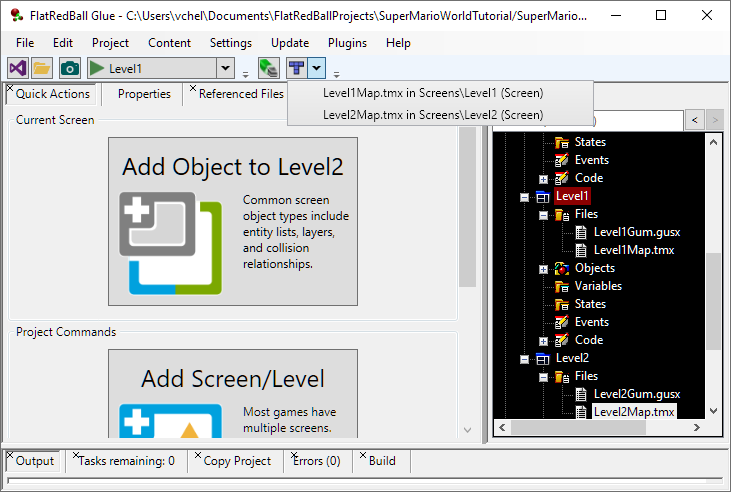 FlatRedBall Glue - C:\Users\vchel\Documents\FlatRedBallProjects\SuperMarioWorldTutorial/SuperMario...
File Project Content Settings Update Plugins Help
Level1
Level1Map.tmx in Screens\Level1 (Screen)
Level2Map.tmx in Screens\Level2 (Screen)
Quick Actions Properties Referenced Files
Current Screen
Add Object to Level2
Common screen
object types include
entity lists, layers,
and collision
relationships.
Project Commands
Add Screen/Level
Most games have
multiple screens.
States
Events
Code
Level1
Files
Level1Gum.gusx
Level1Map.tmx
Objects
Variables
States
Events
Code
Level2
Files
Level2Gum.gusx
Level2Map.tmx
Output Tasks remaining: 0 Copy Project Errors (0) Build